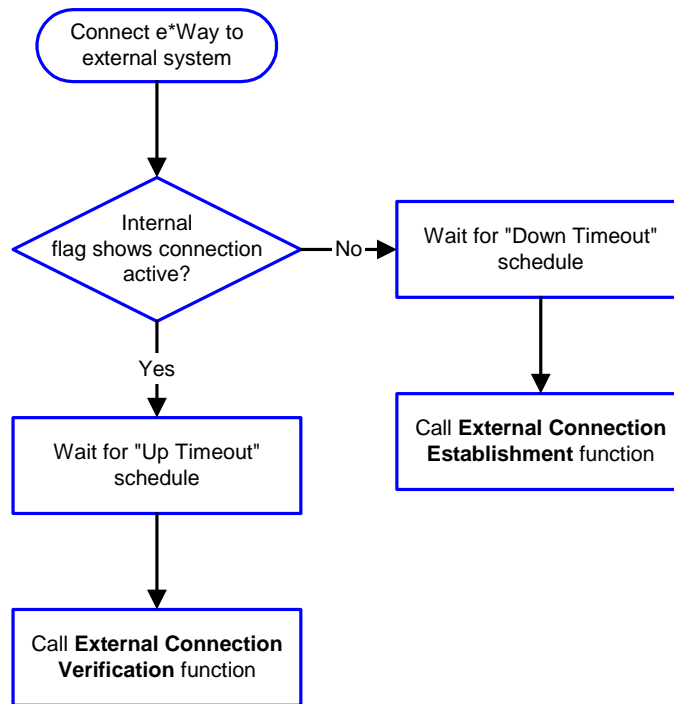 Connect e*Way to
external system
Internal
flag shows connection
active?
No
Wait for "Down Timeout"
schedule
Yes
Call External Connection
Establishment function
Wait for "Up Timeout"
schedule
Call External Connection
Verification function